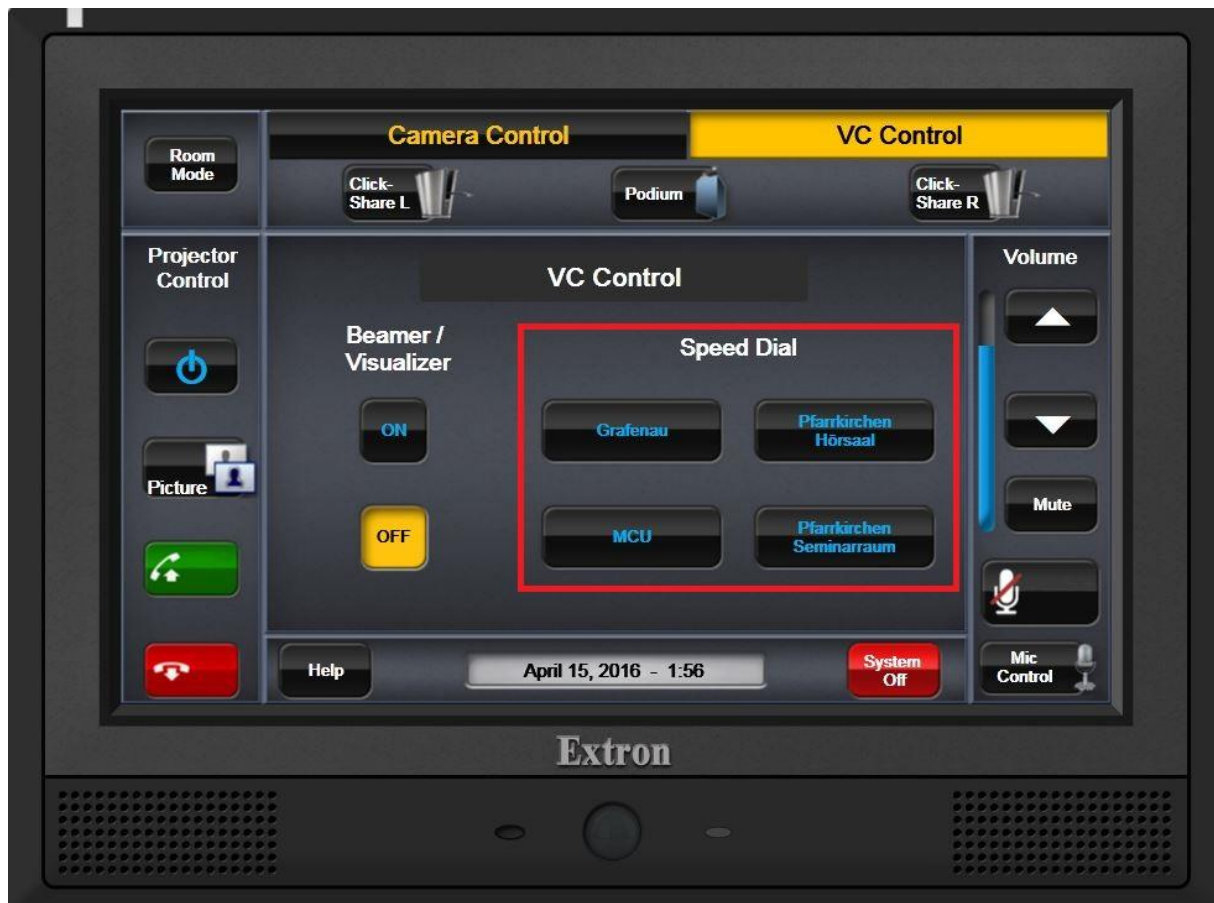 Room
Mode
Camera Control
VC Control
Click-
Share L
Podium
Click-
Share R
Projector
Control
Picture
VC Control
Beamer /
Visualizer
ON
OFF
Speed Dial
Grafenau
Pfarrkirchen
Hörsaal
MCU
Pfarrkirchen
Seminarraum
Volume
Mute
Mic
Control
Help
April 15, 2016 - 1:56
System
Off
Extron